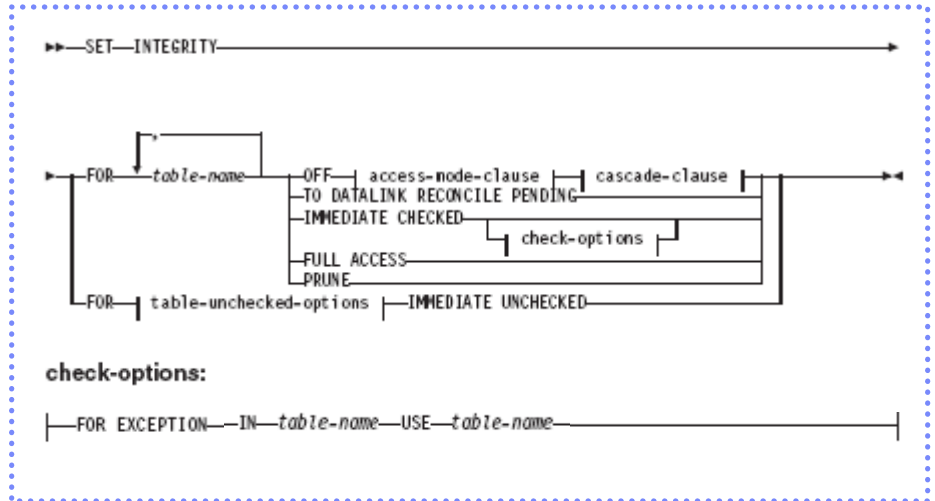 SET INTEGRITY
,
FOR table-name OFF access-mode-clause cascade-clause
TO DATALINK RECONCILE PENDING
IMMEDIATE CHECKED
check-options
FULL ACCESS
PRUNE
FOR table-unchecked-options IMMEDIATE UNCHECKED
check-options:
FOR EXCEPTION IN table-name USE table-name